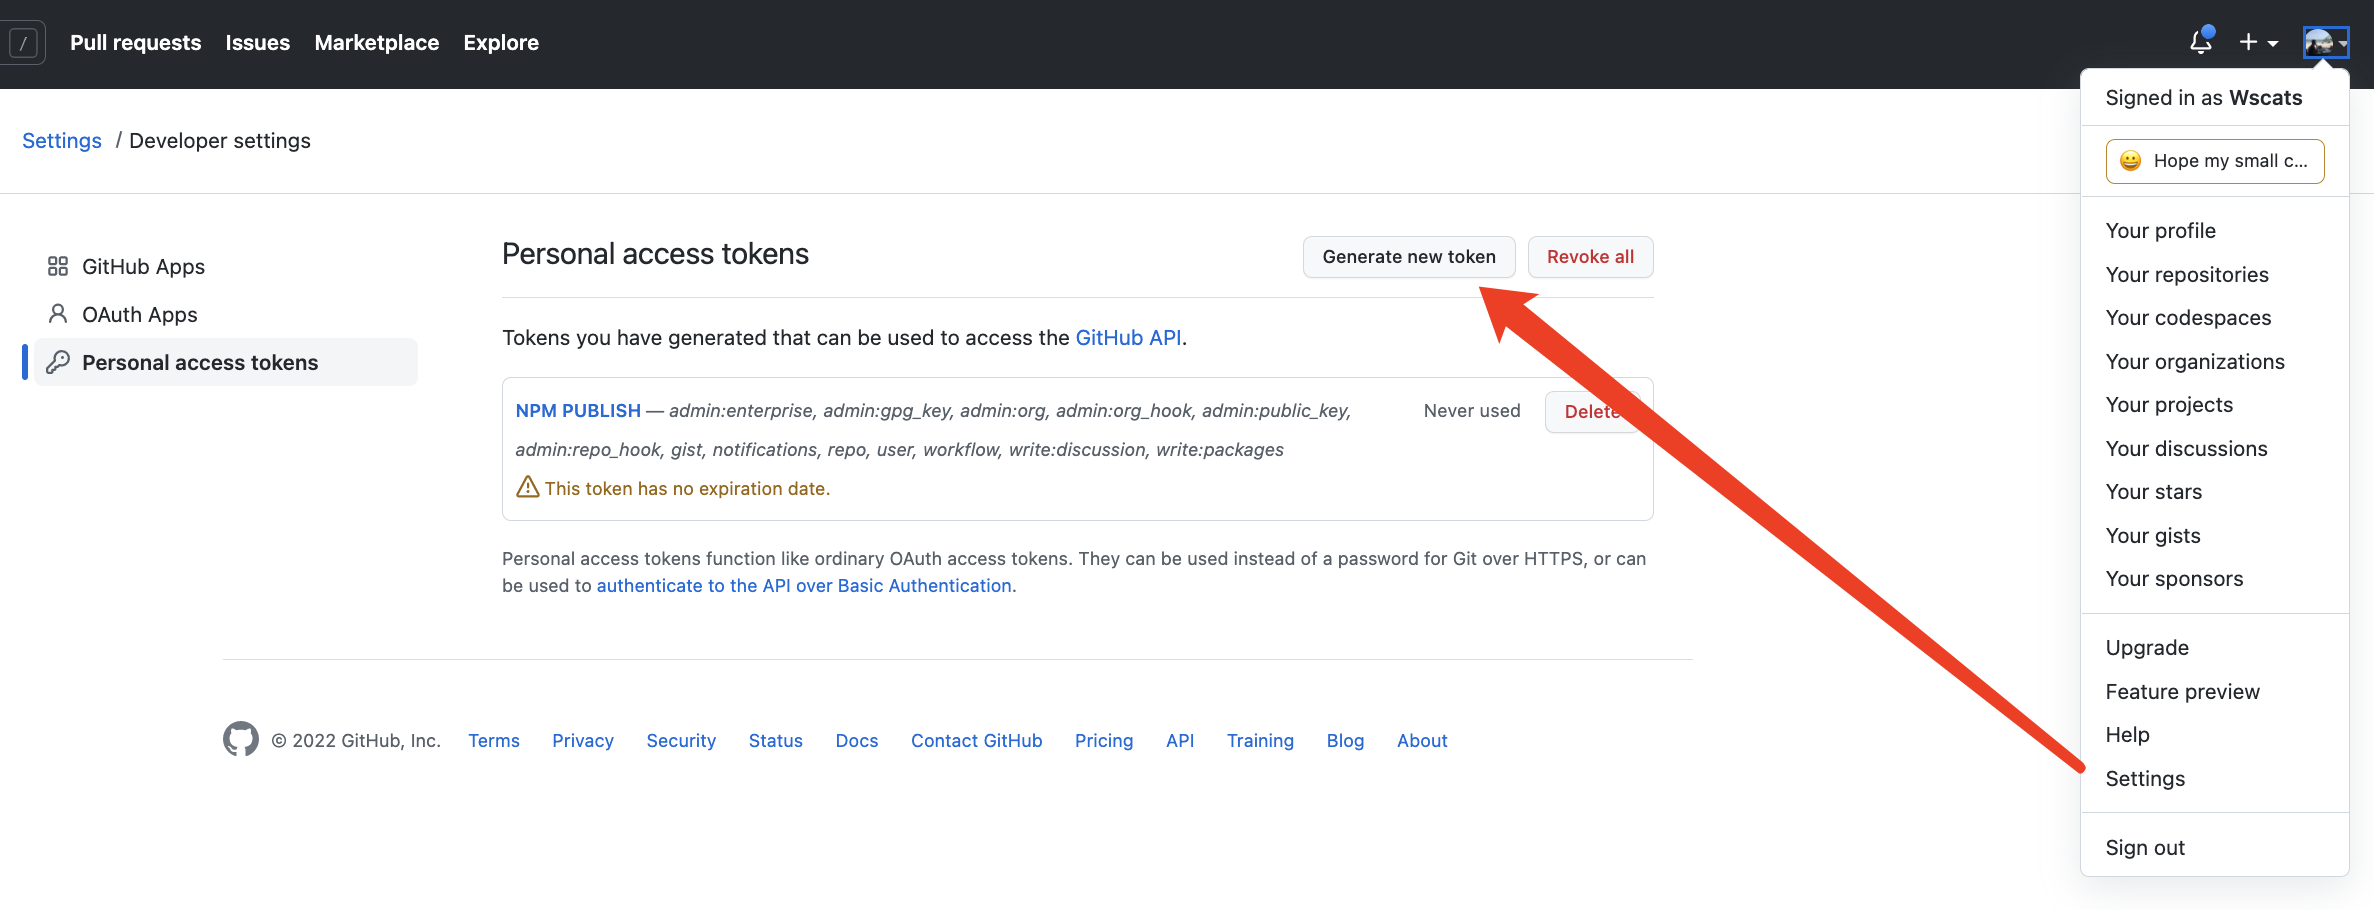 /
Pull requests Issues Marketplace Explore
Signed in as Wscats
Settings / Developer settings
Hope my small c...
GitHub Apps
OAuth Apps
Personal access tokens
Personal access tokens
Generate new token
Revoke all
Tokens you have generated that can be used to access the GitHub API.
NPM PUBLISH — admin:enterprise, admin:gpg_key, admin:org, admin:org_hook, admin:public_key,
admin:repo_hook, gist, notifications, repo, user, workflow, write:discussion, write:packages
Never used
Delete
This token has no expiration date.
Personal access tokens function like ordinary OAuth access tokens. They can be used instead of a password for Git over HTTPS, or can
be used to authenticate to the API over Basic Authentication.
© 2022 GitHub, Inc. Terms Privacy Security Status Docs Contact GitHub Pricing API Training Blog About
Your profile
Your repositories
Your codespaces
Your organizations
Your projects
Your discussions
Your stars
Your gists
Your sponsors
Upgrade
Feature preview
Help
Settings
Sign out